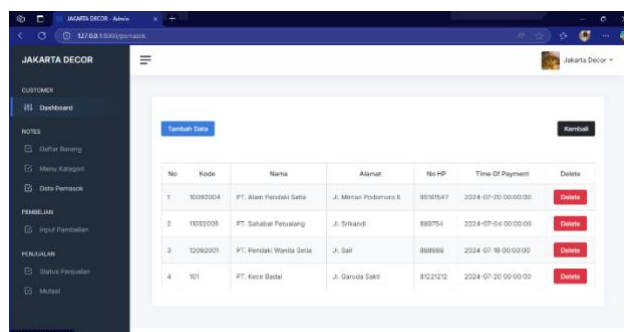 JAKARTA DECOR - Admin
127.0.0.1:8000/pemasok
JAKARTA DECOR
Jakarta Decor
CUSTOMER
Dashboard
NOTES
Daftar Barang
Menu Kategori
Data Pemasok
PEMBELIAN
Input Pembelian
PENJUALAN
Status Penjualan
Mutasi
Tambah Data
Kembali
No Kode Nama Alamat No HP Time Of Payment Delete
1 10092004 PT. Alam Pendaki Setia Jl. Mintan Podomoro 6 2024-07-20 00:00:00 Delete
2 11092005 PT. Sahabat Petualang Jl. Srikandi 889754 2024-07-04 00:00:00 Delete
3 12092001 PT. Pendaki Wanita Setia Jl. Sail 2024-07-18 00:00:00 Delete
4 101 PT. Kece Badai Jl. Garuda Sakti 81221212 2024-07-20 00:00:00 Delete